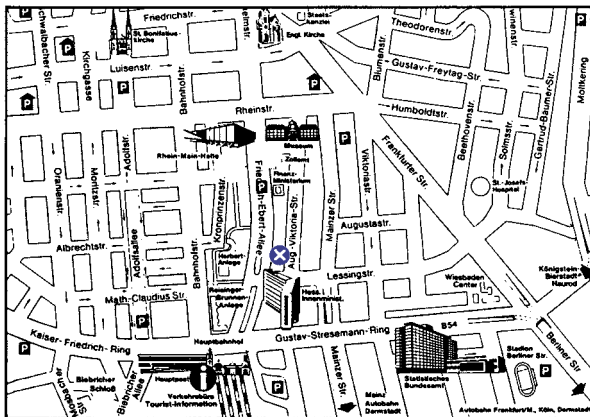 Friedrichstr.
Staats-
Kanzlei
Theodorenstr.
Schwalbacher Str.
Kirchgasse
St. Bonifatius-
kirche
Engl. Kirche
Luisenstr.
Bahnhofstr.
Blumenstr.
Gustav-Freytag-Str.
Moltkering
Rheinstr.
Humboldtstr.
Beethovenstr.
Solmsstr.
Gertrud-Bäumer-Str.
Museum
Rhein-Main-Halle
Zollamt
Finanz-
Ministerium
Frankfurter Str.
Oranienstr.
Moritzstr.
Adolfstr.
Adolfsallee
Kronprinzenstr.
Friedrich-Ebert-Allee
Aug.-Viktoria-Str.
Mainzer Str.
Viktoriastr.
Augustastr.
St.-Josefs-
Hospital
Albrechtstr.
Bahnhofstr.
Herbert-
Anlage
Reisinger-
Brunnen-
Anlage
Lessingstr.
Hess.
Innenminist.
Wiesbaden
Center
Königstein-
Bierstadt-
Naurod
Math-Claudius Str.
Kaiser-Friedrich-Ring
Gustav-Stresemann-Ring
B54
Hauptbahnhof
Biebricher
Schloß
Biebricher
Allee
Verkehrsbüro
Tourist-Information
Mainzer Str.
Mainz
Autobahn
Darmstadt
Statistisches
Bundesamt
Stadion
Berliner Str.
Berliner Str.
Autobahn Frankfurt/M., Köln, Darmstadt